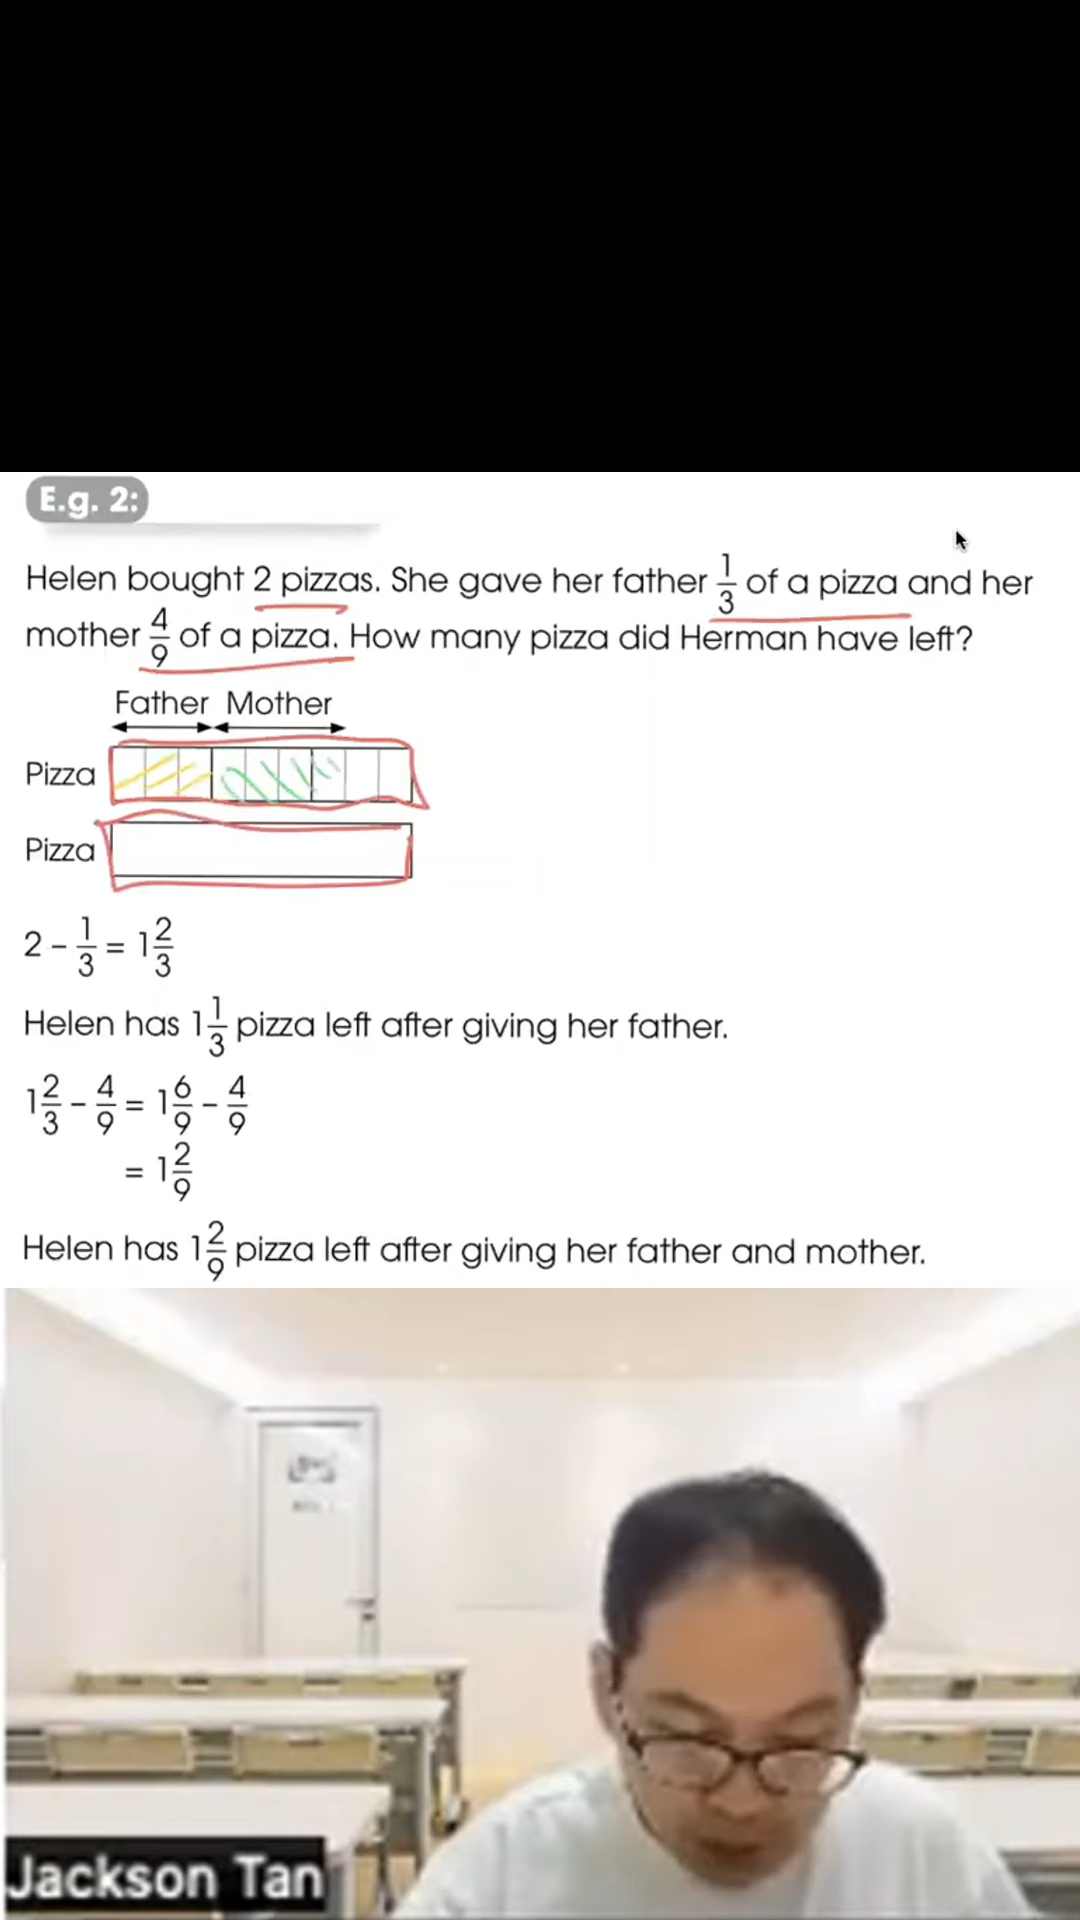 E.g. 2:
Helen bought 2 pizzas. She gave her father 1/3 of a pizza and her
mother 4/9 of a pizza. How many pizza did Herman have left?
Father Mother
Pizza
Pizza
2 - 1/3 = 1 2/3
Helen has 1 1/3 pizza left after giving her father.
1 2/3 - 4/9 = 1 6/9 - 4/9
= 1 2/9
Helen has 1 2/9 pizza left after giving her father and mother.
Jackson Tan